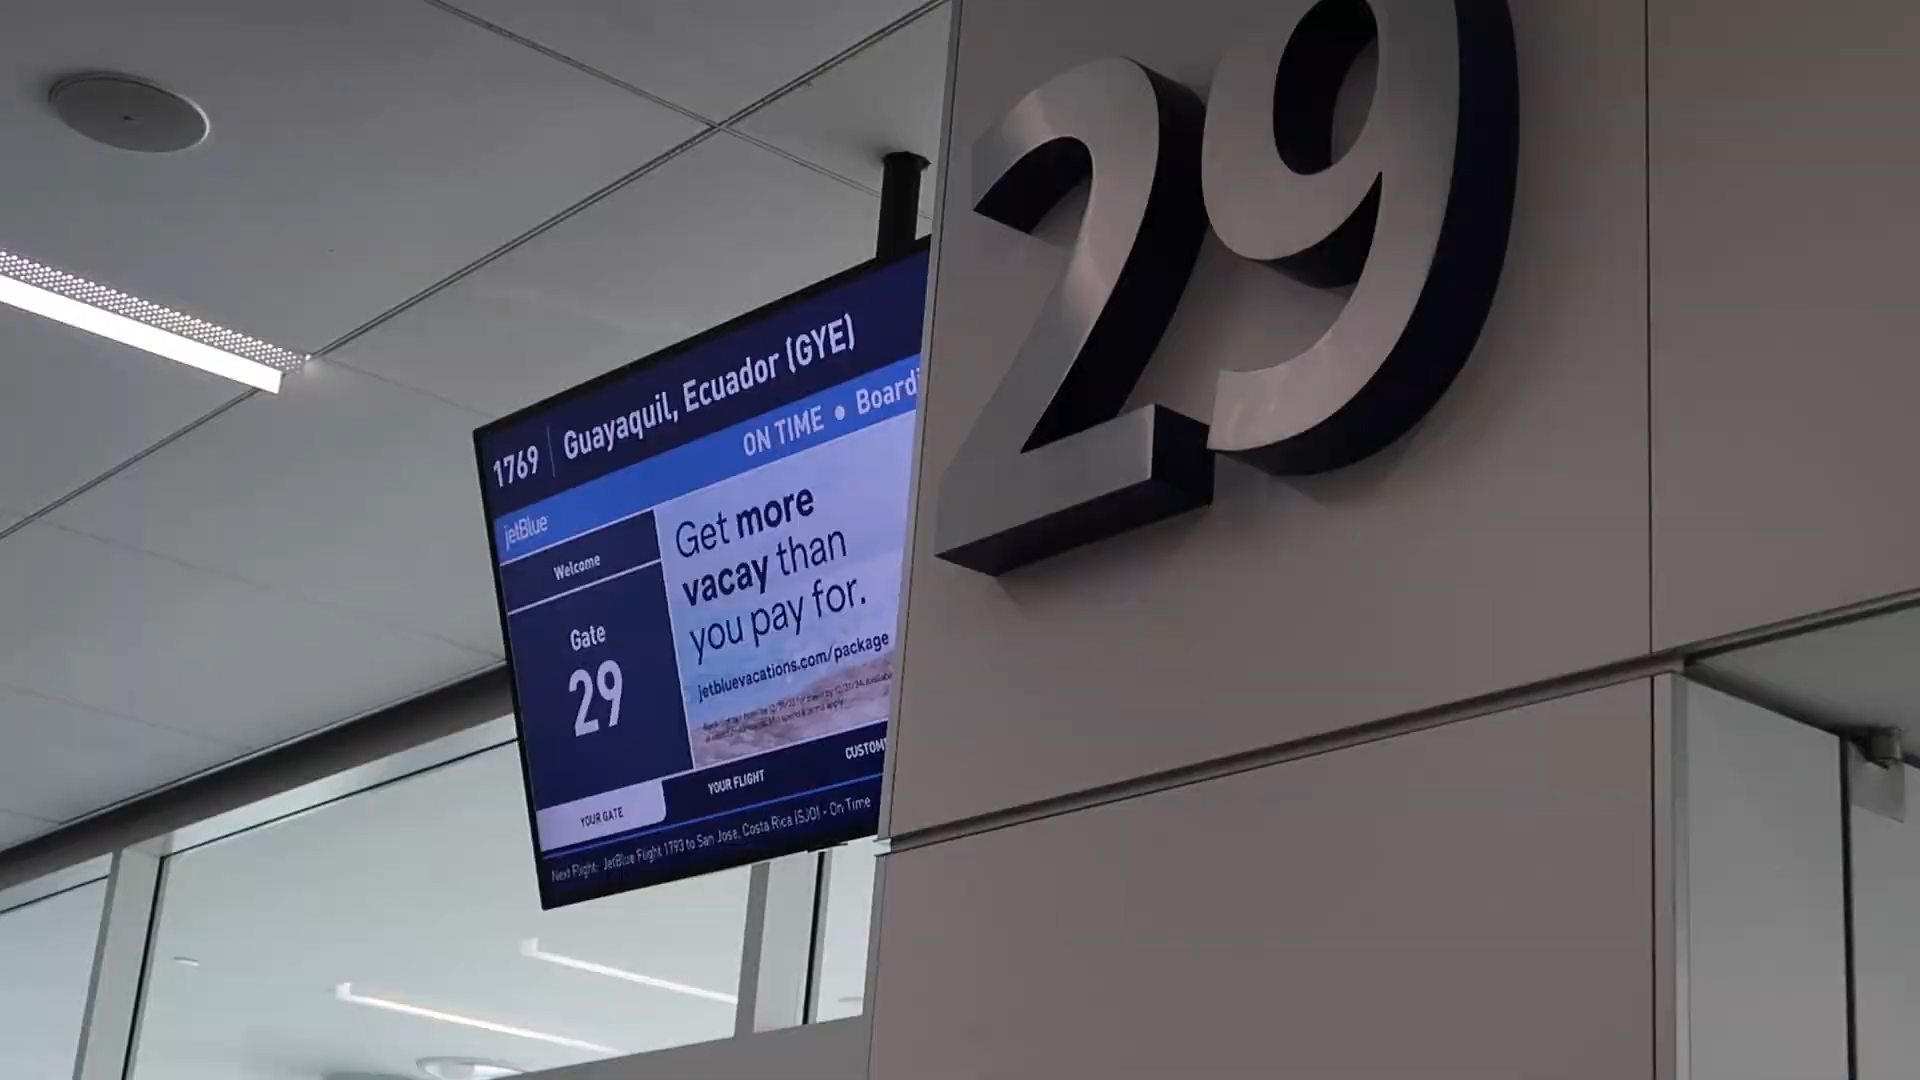 29
1769 Guayaquil, Ecuador (GYE)
ON TIME • Boardi
jetBlue
Welcome
Gate
29
Get more
vacay than
you pay for.
jetbluevacations.com/package
YOUR GATE
YOUR FLIGHT
CUSTOM
Next Flight: JetBlue Flight 1793 to San Jose, Costa Rica (SJO) - On Time